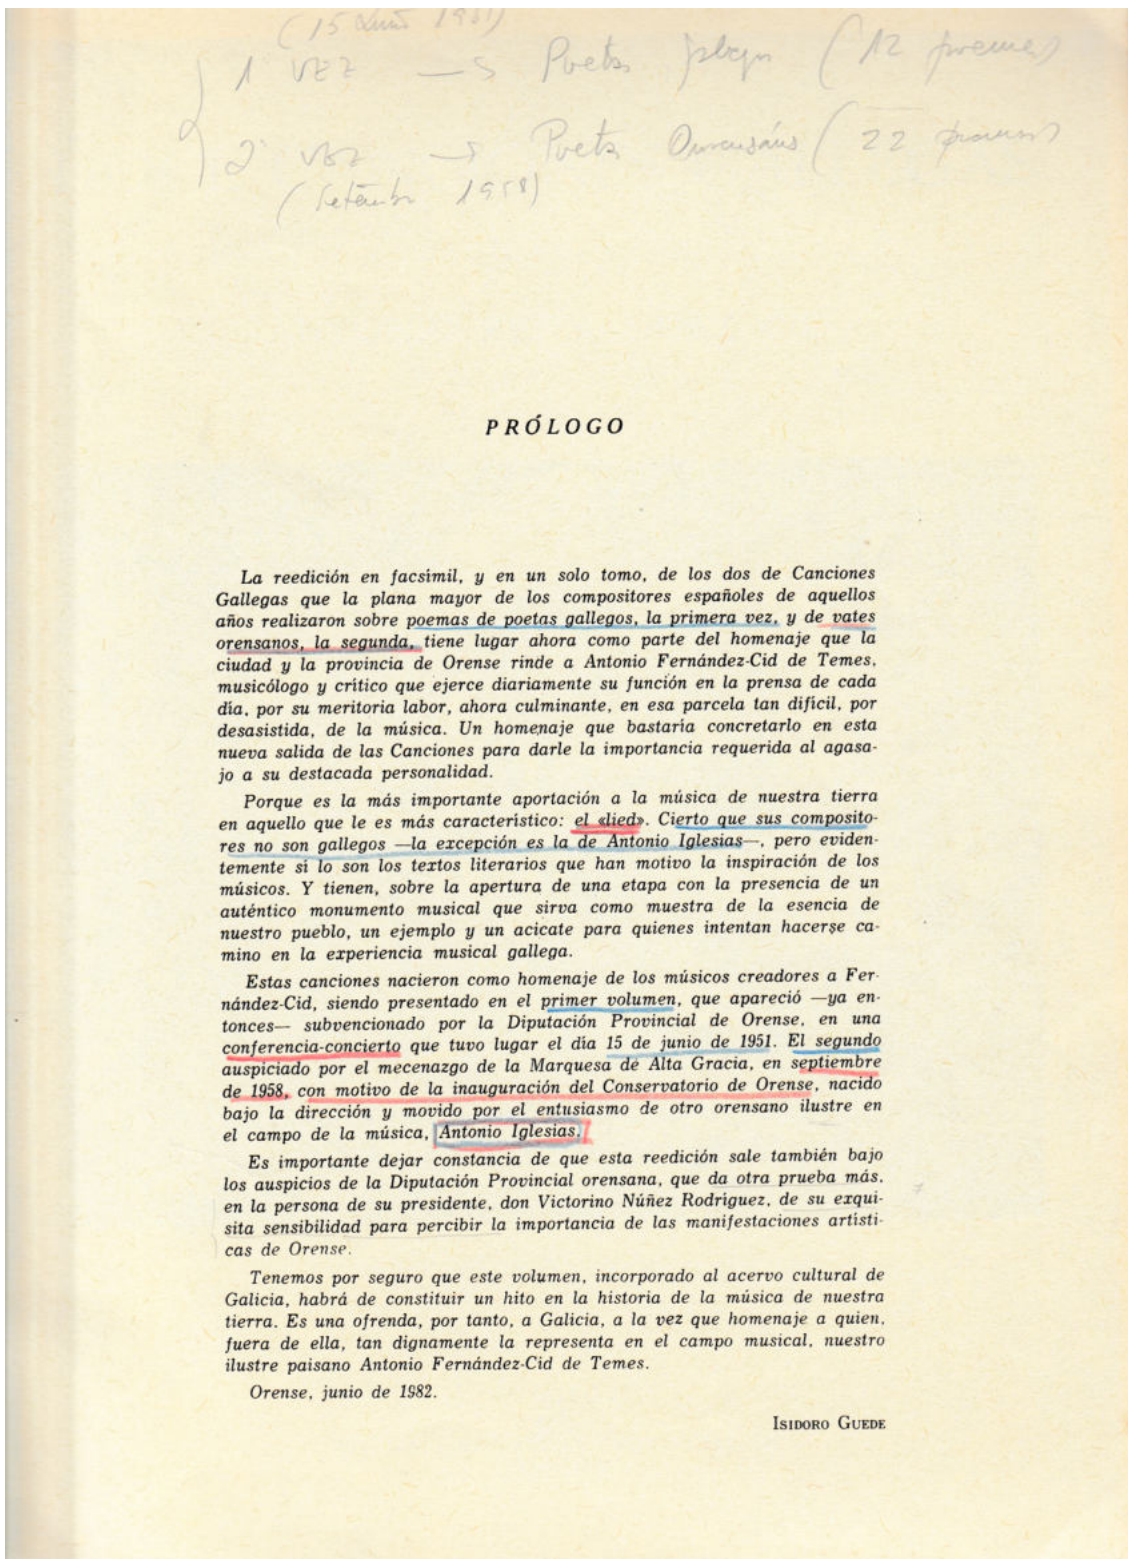 (15 1951)
1 VEZ → Poetas (12 poemas)
2ª VEZ → Poetas Ourensáns (22 poemas)
(Setembro 1958)
PRÓLOGO
La reedición en facsímil, y en un solo tomo, de los dos de Canciones
Gallegas que la plana mayor de los compositores españoles de aquellos
años realizaron sobre poemas de poetas gallegos, la primera vez, y de vates
orensanos, la segunda, tiene lugar ahora como parte del homenaje que la
ciudad y la provincia de Orense rinde a Antonio Fernández-Cid de Temes,
musicólogo y crítico que ejerce diariamente su función en la prensa de cada
día, por su meritoria labor, ahora culminante, en esa parcela tan difícil, por
desasistida, de la música. Un homenaje que bastaría concretarlo en esta
nueva salida de las Canciones para darle la importancia requerida al agasa-
jo a su destacada personalidad.
Porque es la más importante aportación a la música de nuestra tierra
en aquello que le es más característico: el «lied». Cierto que sus composito-
res no son gallegos —la excepción es la de Antonio Iglesias—, pero eviden-
temente sí lo son los textos literarios que han motivo la inspiración de los
músicos. Y tienen, sobre la apertura de una etapa con la presencia de un
auténtico monumento musical que sirva como muestra de la esencia de
nuestro pueblo, un ejemplo y un acicate para quienes intentan hacerse ca-
mino en la experiencia musical gallega.
Estas canciones nacieron como homenaje de los músicos creadores a Fer-
nández-Cid, siendo presentado en el primer volumen, que apareció —ya en-
tonces— subvencionado por la Diputación Provincial de Orense, en una
conferencia-concierto que tuvo lugar el día 15 de junio de 1951. El segundo
auspiciado por el mecenazgo de la Marquesa de Alta Gracia, en septiembre
de 1958, con motivo de la inauguración del Conservatorio de Orense, nacido
bajo la dirección y movido por el entusiasmo de otro orensano ilustre en
el campo de la música, Antonio Iglesias.
Es importante dejar constancia de que esta reedición sale también bajo
los auspicios de la Diputación Provincial orensana, que da otra prueba más,
en la persona de su presidente, don Victorino Núñez Rodríguez, de su exqui-
sita sensibilidad para percibir la importancia de las manifestaciones artísti-
cas de Orense.
Tenemos por seguro que este volumen, incorporado al acervo cultural de
Galicia, habrá de constituir un hito en la historia de la música de nuestra
tierra. Es una ofrenda, por tanto, a Galicia, a la vez que homenaje a quien,
fuera de ella, tan dignamente la representa en el campo musical, nuestro
ilustre paisano Antonio Fernández-Cid de Temes.
Orense, junio de 1982.
ISIDORO GUEDE